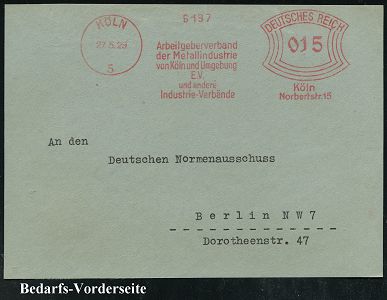 KÖLN
27.5.29
5
6197
Arbeitgeberverband
der Metallindustrie
von Köln und Umgebung
E.V.
und andere
Industrie-Verbände
DEUTSCHES REICH
015
Köln
Norbertstr.15
An den
Deutschen Normenausschuss
Berlin NW7
Dorotheenstr. 47
Bedarfs-Vorderseite